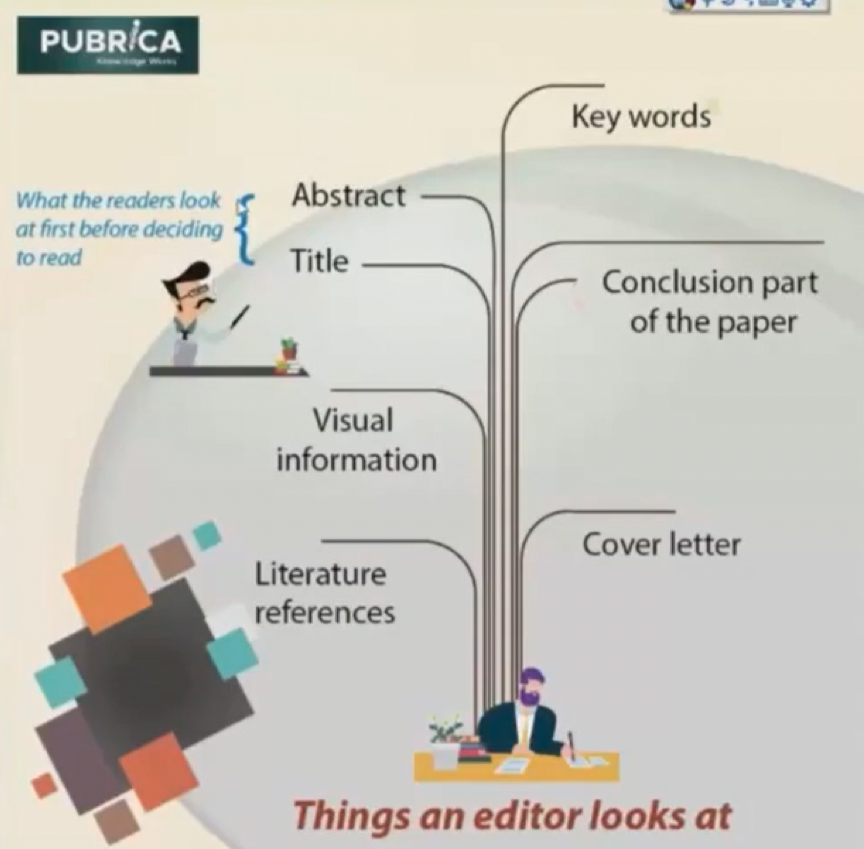 PUBRiCA
Knowledge Works
Key words
What the readers look
at first before deciding
to read
Abstract
Title
Conclusion part
of the paper
Visual
information
Cover letter
Literature
references
Things an editor looks at